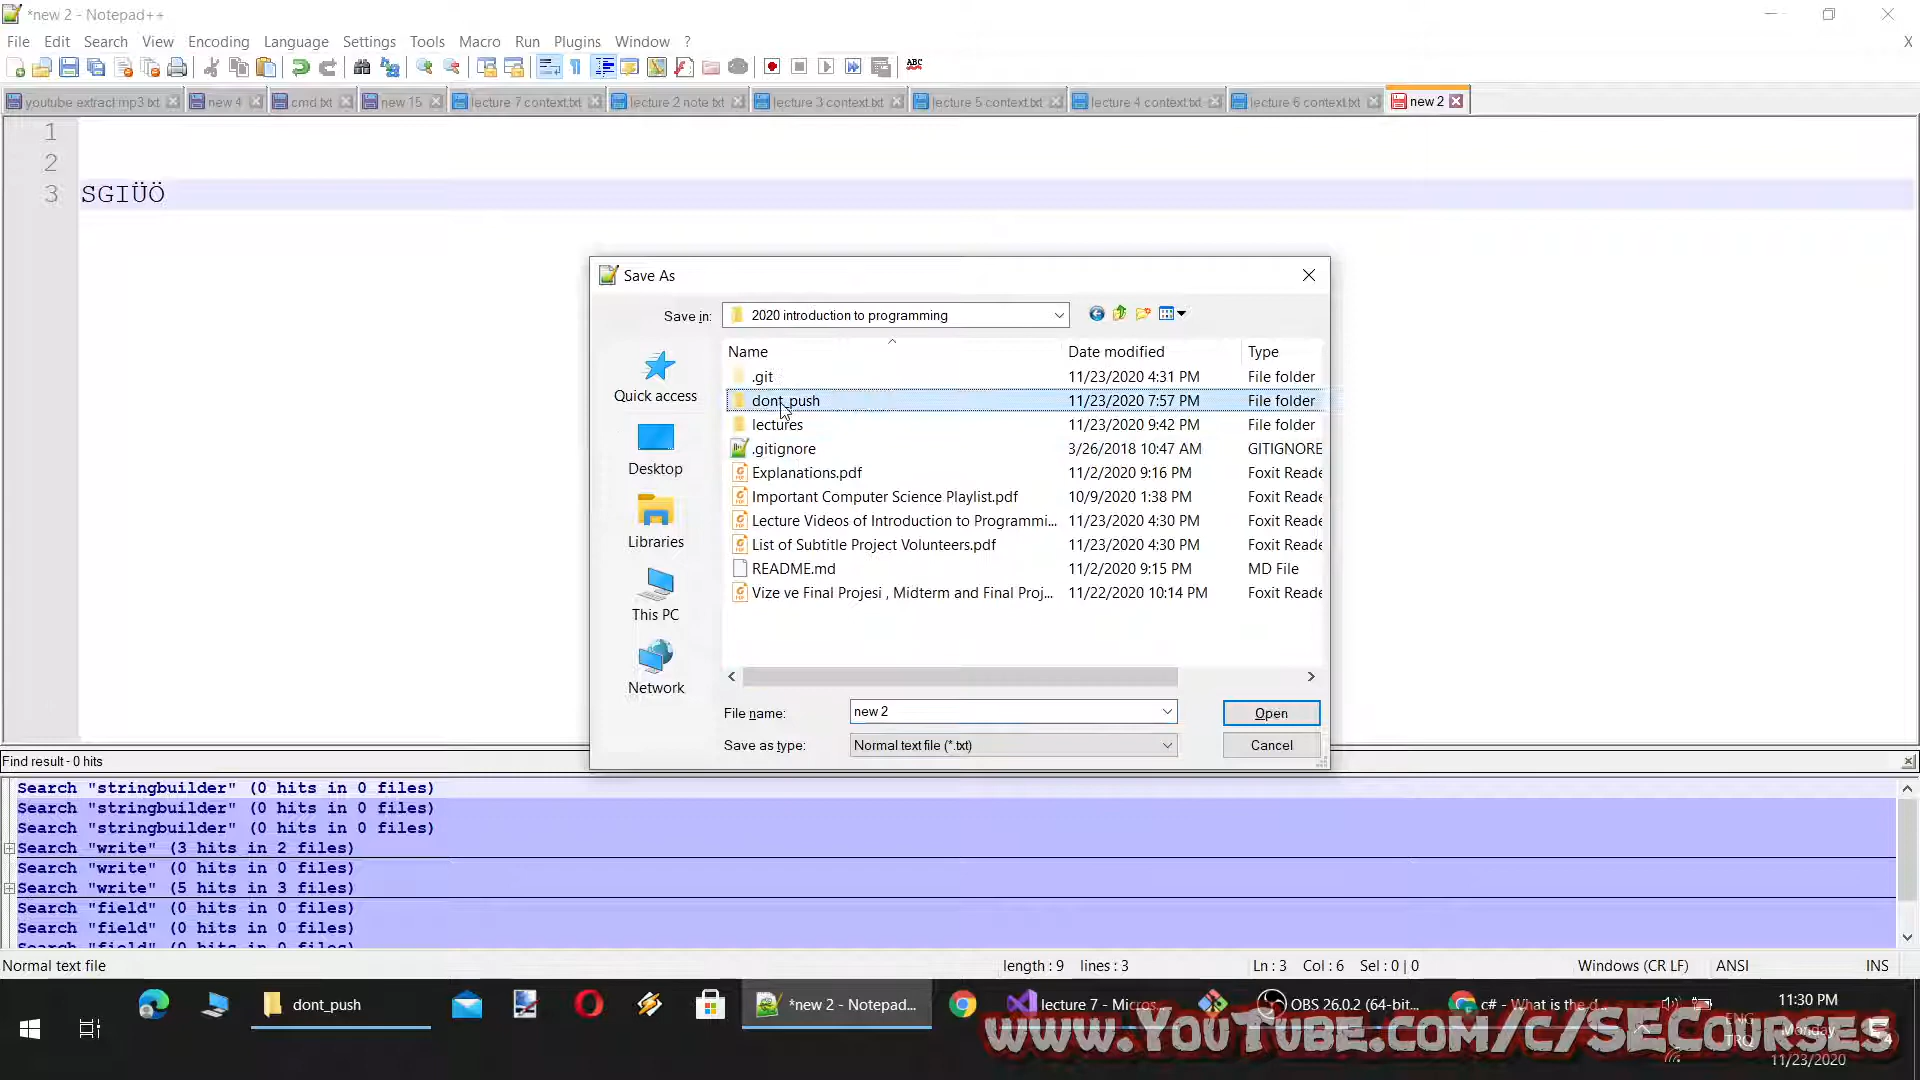 *new 2 - Notepad++
File Edit Search View Encoding Language Settings Tools Macro Run Plugins Window ?
X
ABC
youtube extract mp3 txt new 4 cmd txt new 15 lecture 7 context.txt lecture 2 note txt lecture 3 context.txt lecture 5 context.txt lecture 4 context.txt lecture 6 context.txt new 2
1
2
3 SGIÜÖ
Save As
Save in: 2020 introduction to programming
Name Date modified Type
.git 11/23/2020 4:31 PM File folder
dont_push 11/23/2020 7:57 PM File folder
lectures 11/23/2020 9:42 PM File folder
.gitignore 3/26/2018 10:47 AM GITIGNORE
Explanations.pdf 11/2/2020 9:16 PM Foxit Reade
Important Computer Science Playlist.pdf 10/9/2020 1:38 PM Foxit Reade
Lecture Videos of Introduction to Programmi... 11/23/2020 4:30 PM Foxit Reade
List of Subtitle Project Volunteers.pdf 11/23/2020 4:30 PM Foxit Reade
README.md 11/2/2020 9:15 PM MD File
Vize ve Final Projesi , Midterm and Final Proj... 11/22/2020 10:14 PM Foxit Reade
Quick access
Desktop
Libraries
This PC
Network
File name: new 2 Open
Save as type: Normal text file (*.txt) Cancel
Find result - 0 hits
Search "stringbuilder" (0 hits in 0 files)
Search "stringbuilder" (0 hits in 0 files)
Search "stringbuilder" (0 hits in 0 files)
Search "write" (3 hits in 2 files)
Search "write" (0 hits in 0 files)
Search "write" (5 hits in 3 files)
Search "field" (0 hits in 0 files)
Search "field" (0 hits in 0 files)
Search "field" (0 hits in 0 files)
Normal text file length : 9 lines : 3 Ln : 3 Col : 6 Sel : 0 | 0 Windows (CR LF) ANSI INS
dont_push *new 2 - Notepad... lecture 7 - Micros... OBS 26.0.2 (64-bit... c# - What is the d... 11:30 PM
ENG Monday
TRQ 11/23/2020
www.YouTube.com/c/SECourses